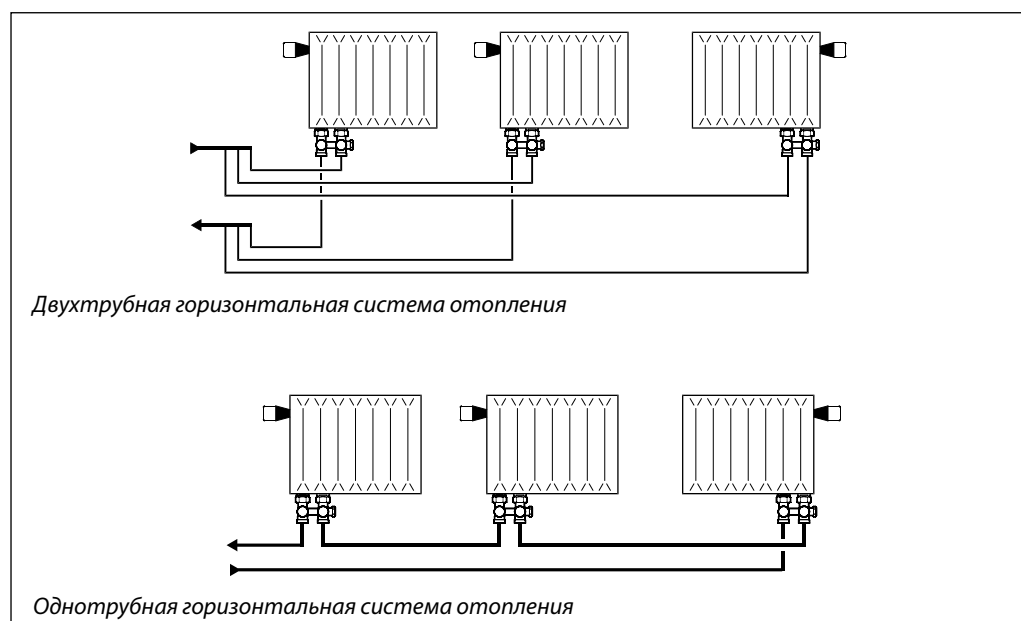 Двухтрубная горизонтальная система отопления
Однотрубная горизонтальная система отопления